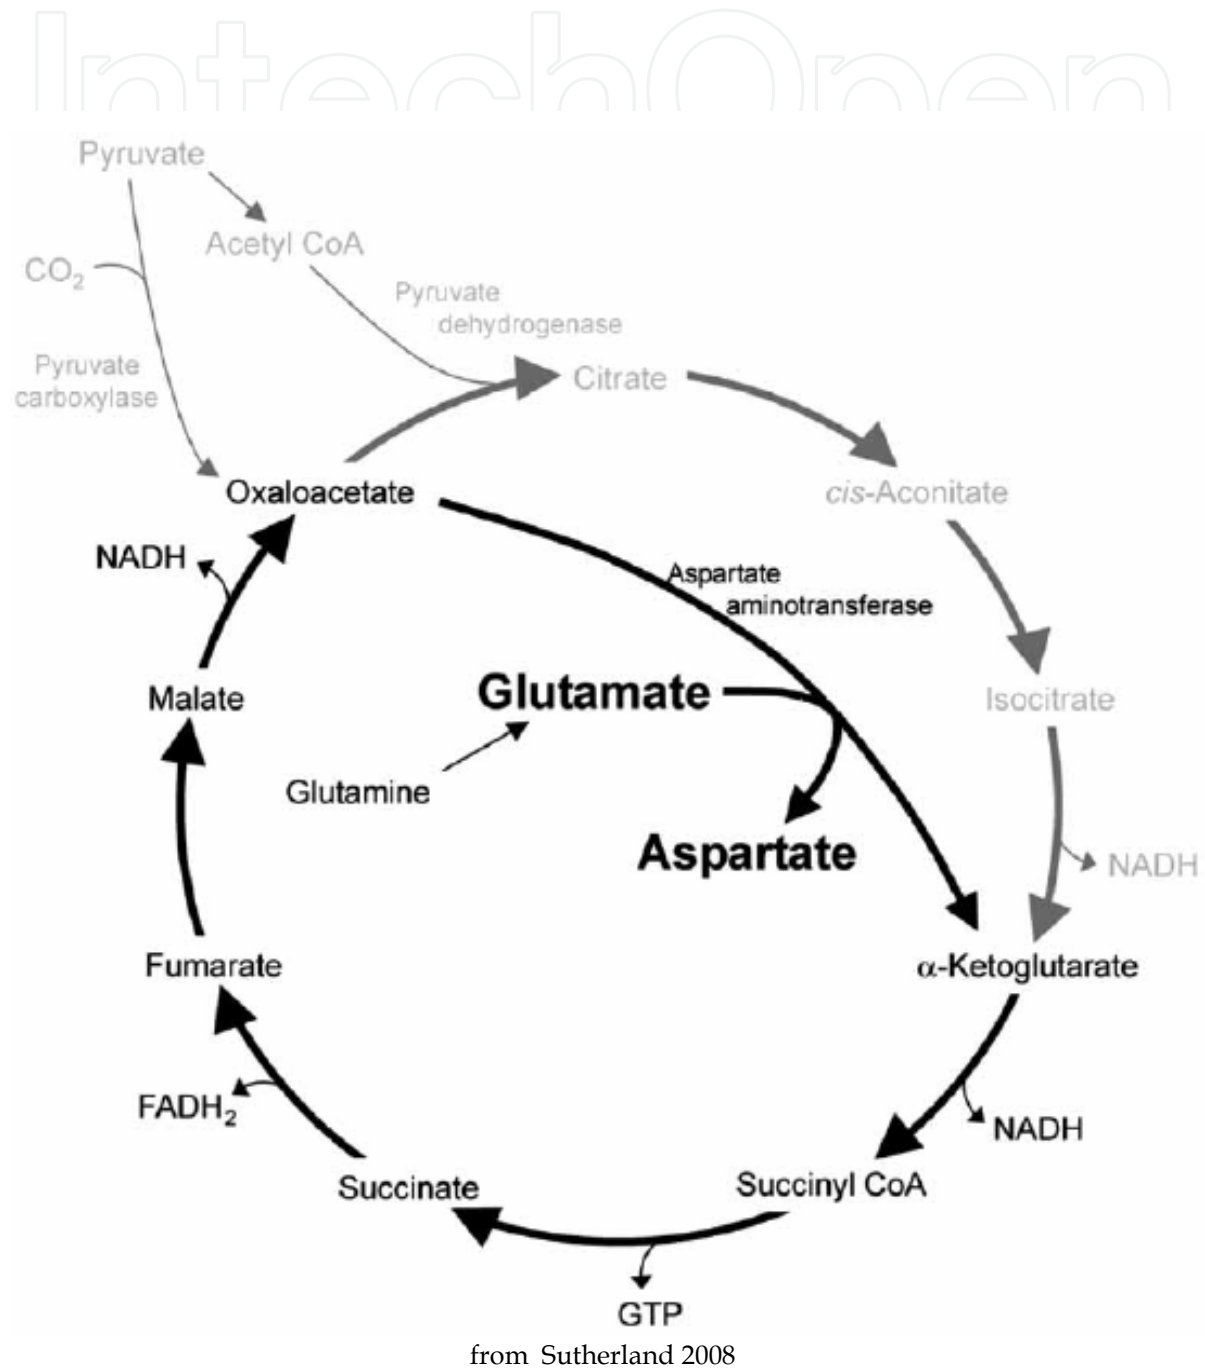 IntechOpen
Pyruvate
Acetyl CoA
CO₂
Pyruvate
dehydrogenase
Pyruvate
carboxylase
Citrate
Oxaloacetate
cis-Aconitate
NADH
Aspartate
aminotransferase
Malate
Glutamate
Isocitrate
Glutamine
Aspartate
NADH
Fumarate
α-Ketoglutarate
FADH₂
NADH
Succinate
Succinyl CoA
GTP
from Sutherland 2008